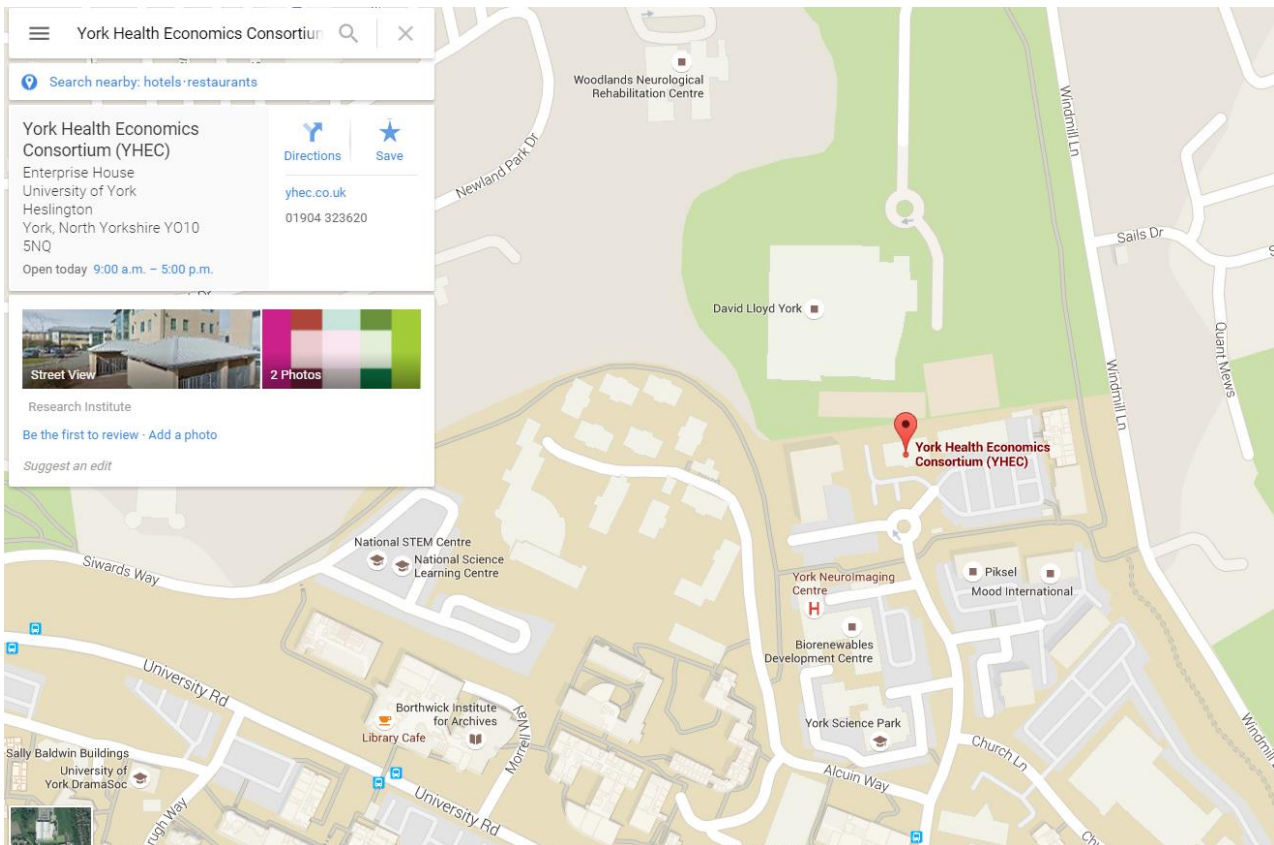 York Health Economics Consortiun
Search nearby: hotels·restaurants
York Health Economics
Consortium (YHEC)
Enterprise House
University of York
Heslington
York, North Yorkshire YO10
5NQ
Open today 9:00 a.m. – 5:00 p.m.
Directions
Save
yhec.co.uk
01904 323620
Street View
2 Photos
Research Institute
Be the first to review · Add a photo
Suggest an edit
Woodlands Neurological
Rehabilitation Centre
Newland Park Dr
Windmill Ln
Sails Dr
Quant Mews
David Lloyd York
Windmill Ln
York Health Economics
Consortium (YHEC)
National STEM Centre
National Science
Learning Centre
Siwards Way
York NeuroImaging
Centre
H
Piksel
Mood International
Biorenewables
Development Centre
University Rd
Borthwick Institute
for Archives
Library Cafe
Morrell Way
York Science Park
Church Ln
Windmill
Alcuin Way
Sally Baldwin Buildings
University of
York DramaSoc
University Rd
rugh Way